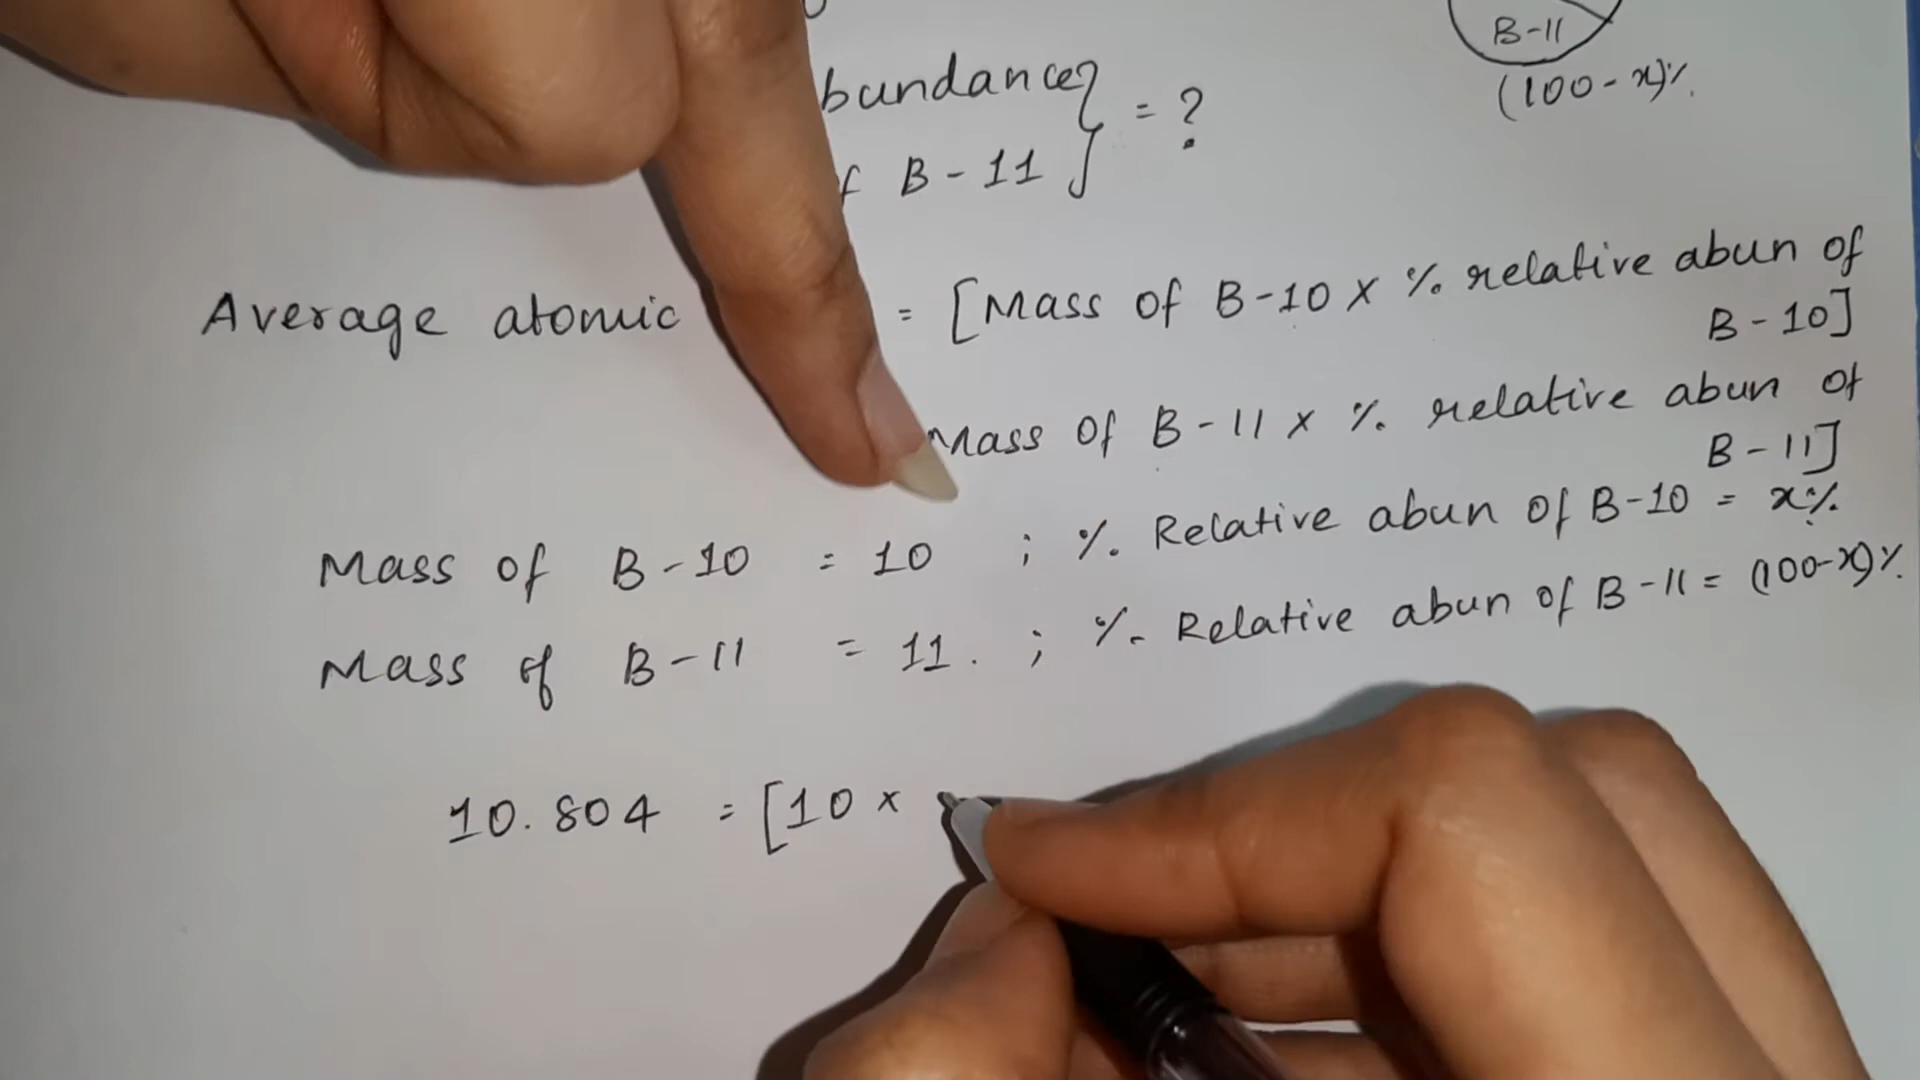 B-11
(100-x)%
bundance} = ?
f B-11
Average atomic = [Mass of B-10 x % relative abun of
B-10]
Mass of B-11 x % relative abun of
B-11]
Mass of B-10 = 10 ; % Relative abun of B-10 = x%
Mass of B-11 = 11. ; % Relative abun of B-11 = (100-x)%
10.804 = [10 x